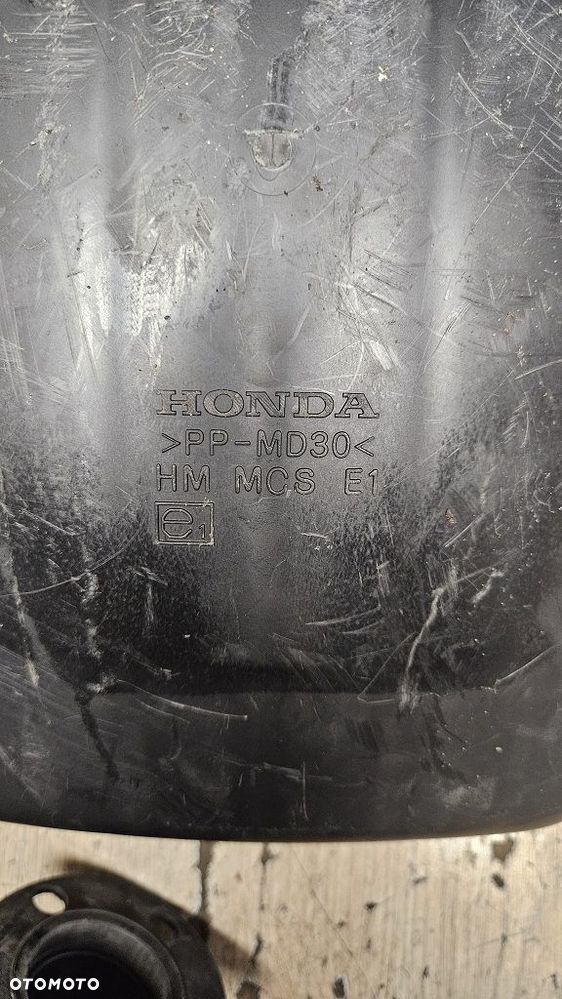 HONDA
>PP-MD30<
HM MCS E1
e1
OTOMOTO